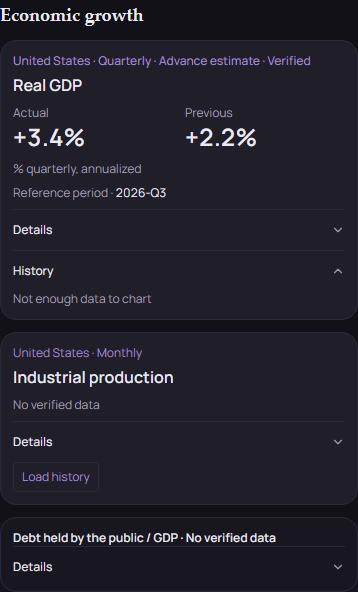 Economic growth
United States · Quarterly · Advance estimate · Verified
Real GDP
Actual Previous
+3.4% +2.2%
% quarterly, annualized
Reference period · 2026-Q3
Details
History
Not enough data to chart
United States · Monthly
Industrial production
No verified data
Details
Load history
Debt held by the public / GDP · No verified data
Details